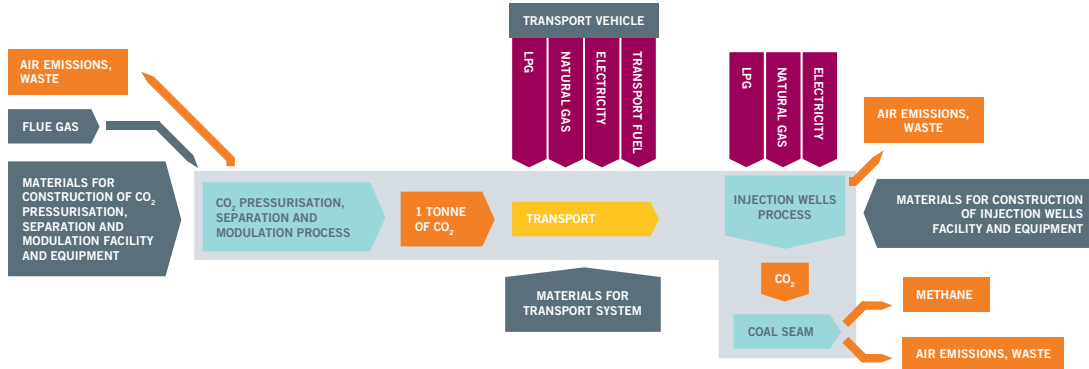 TRANSPORT VEHICLE
LPG
NATURAL GAS
ELECTRICITY
TRANSPORT FUEL
LPG
NATURAL GAS
ELECTRICITY
AIR EMISSIONS,
WASTE
FLUE GAS
MATERIALS FOR
CONSTRUCTION OF CO₂
PRESSURISATION,
SEPARATION AND
MODULATION FACILITY
AND EQUIPMENT
CO₂ PRESSURISATION,
SEPARATION AND
MODULATION PROCESS
1 TONNE
OF CO₂
TRANSPORT
MATERIALS FOR
TRANSPORT SYSTEM
INJECTION WELLS
PROCESS
AIR EMISSIONS,
WASTE
MATERIALS FOR CONSTRUCTION
OF INJECTION WELLS
FACILITY AND EQUIPMENT
CO₂
COAL SEAM
METHANE
AIR EMISSIONS, WASTE